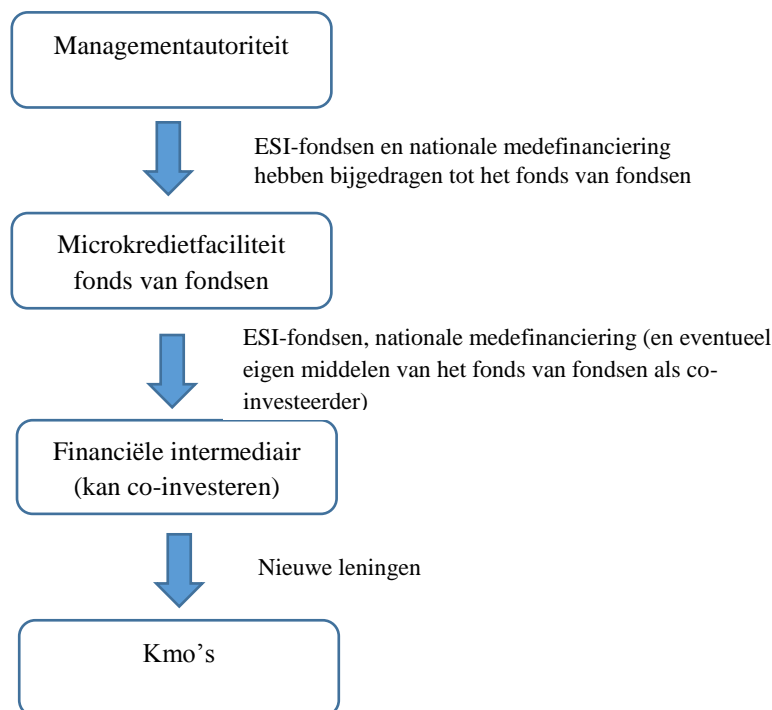 Managementautoriteit
ESI-fondsen en nationale medefinanciering
hebben bijgedragen tot het fonds van fondsen
Microkredietfaciliteit
fonds van fondsen
ESI-fondsen, nationale medefinanciering (en eventueel
eigen middelen van het fonds van fondsen als co-
investeerder)
Financiële intermediair
(kan co-investeren)
Nieuwe leningen
Kmo’s